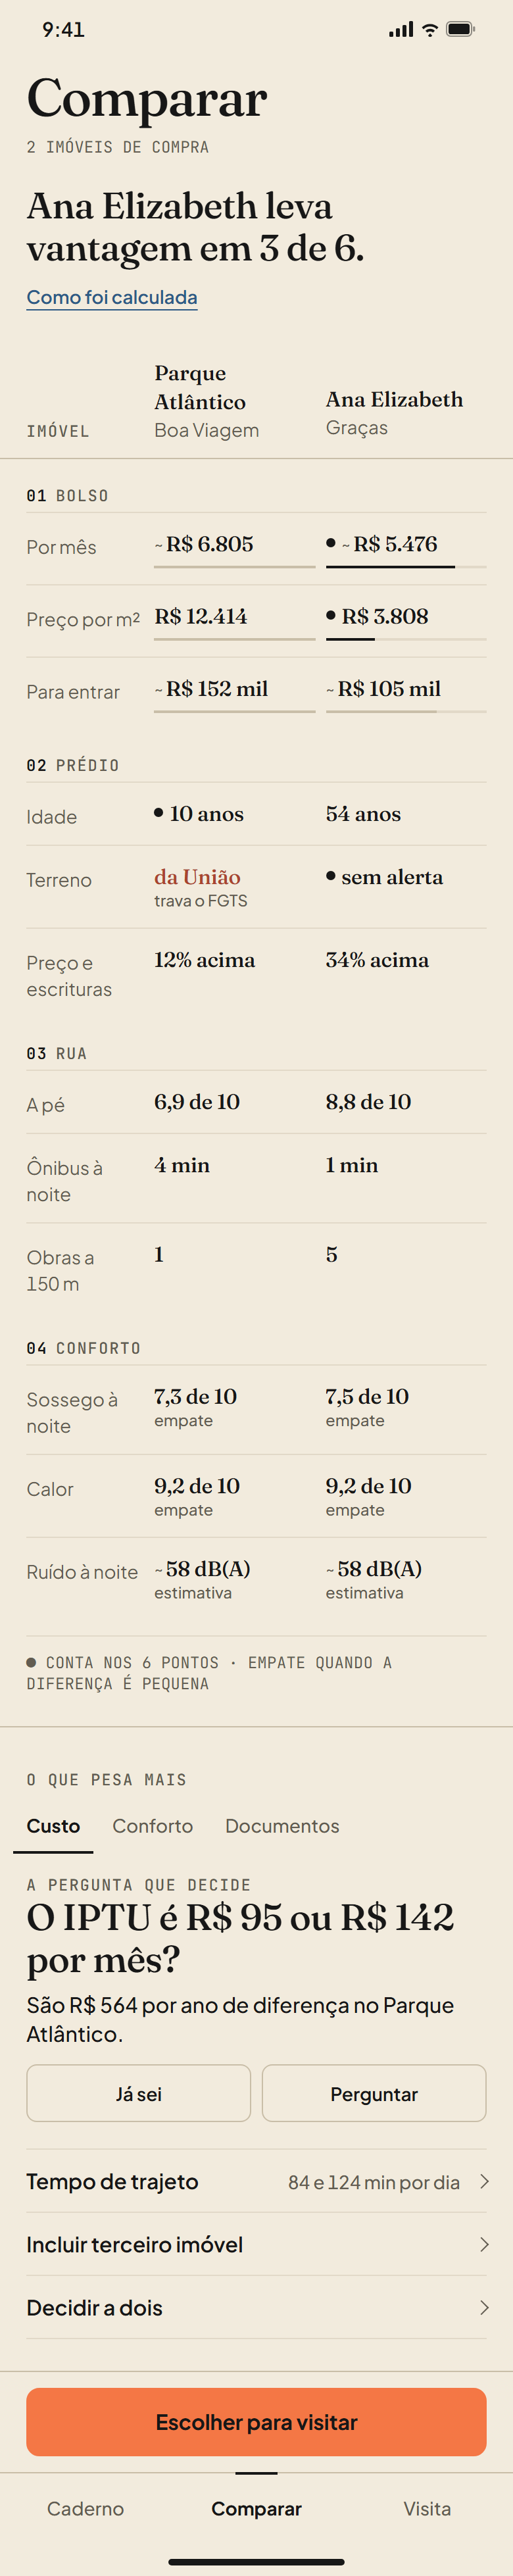 9:41
Comparar
2 IMÓVEIS DE COMPRA
Ana Elizabeth leva
vantagem em 3 de 6.
Como foi calculada
IMÓVEL
Parque
Atlântico
Boa Viagem
Ana Elizabeth
Graças
01 BOLSO
Por mês ~R$ 6.805 ● ~R$ 5.476
Preço por m² R$ 12.414 ● R$ 3.808
Para entrar ~R$ 152 mil ~R$ 105 mil
02 PRÉDIO
Idade ● 10 anos 54 anos
Terreno da União ● sem alerta
trava o FGTS
Preço e 12% acima 34% acima
escrituras
03 RUA
A pé 6,9 de 10 8,8 de 10
Ônibus à 4 min 1 min
noite
Obras a 1 5
150 m
04 CONFORTO
Sossego à 7,3 de 10 7,5 de 10
noite empate empate
Calor 9,2 de 10 9,2 de 10
empate empate
Ruído à noite ~58 dB(A) ~58 dB(A)
estimativa estimativa
● CONTA NOS 6 PONTOS · EMPATE QUANDO A
DIFERENÇA É PEQUENA
O QUE PESA MAIS
Custo Conforto Documentos
A PERGUNTA QUE DECIDE
O IPTU é R$ 95 ou R$ 142
por mês?
São R$ 564 por ano de diferença no Parque
Atlântico.
Já sei Perguntar
Tempo de trajeto 84 e 124 min por dia
Incluir terceiro imóvel
Decidir a dois
Escolher para visitar
Caderno Comparar Visita